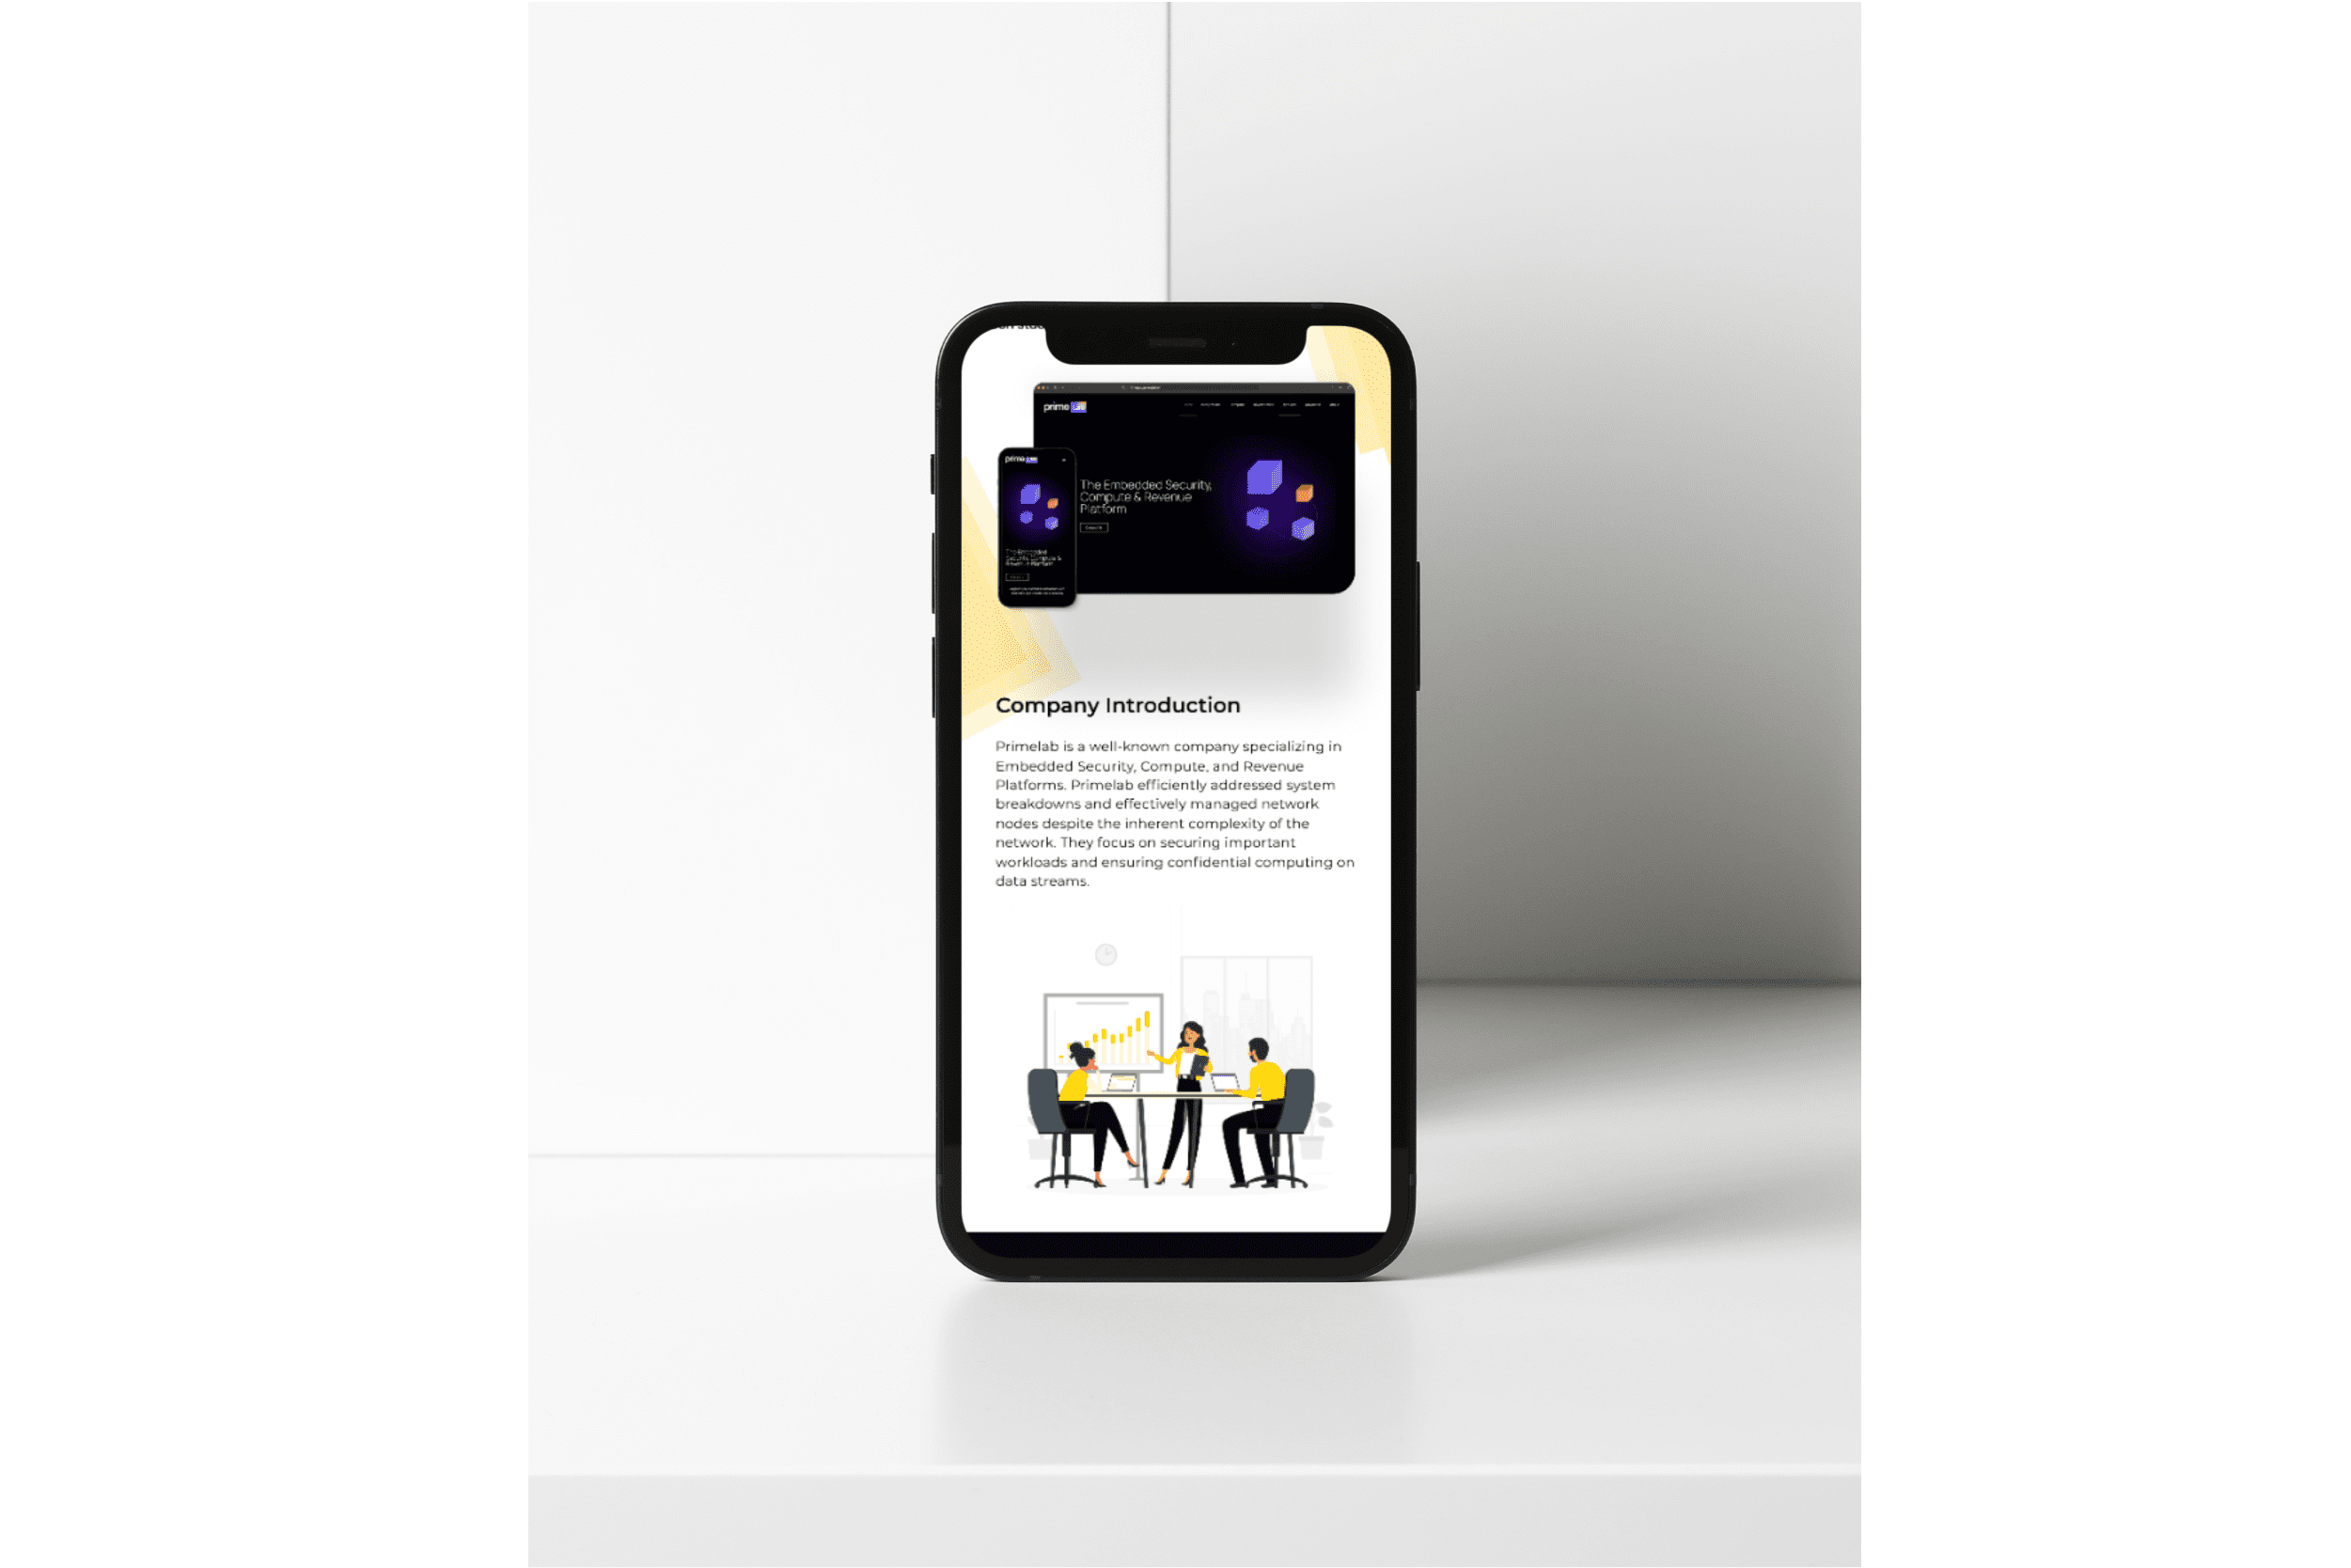 prime lab
The Embedded Security,
Compute & Revenue
Platform
prime
The Embedded
Security, Compute &
Revenue Platform
Company Introduction
Primelab is a well-known company specializing in
Embedded Security, Compute, and Revenue
Platforms. Primelab efficiently addressed system
breakdowns and effectively managed network
nodes despite the inherent complexity of the
network. They focus on securing important
workloads and ensuring confidential computing on
data streams.